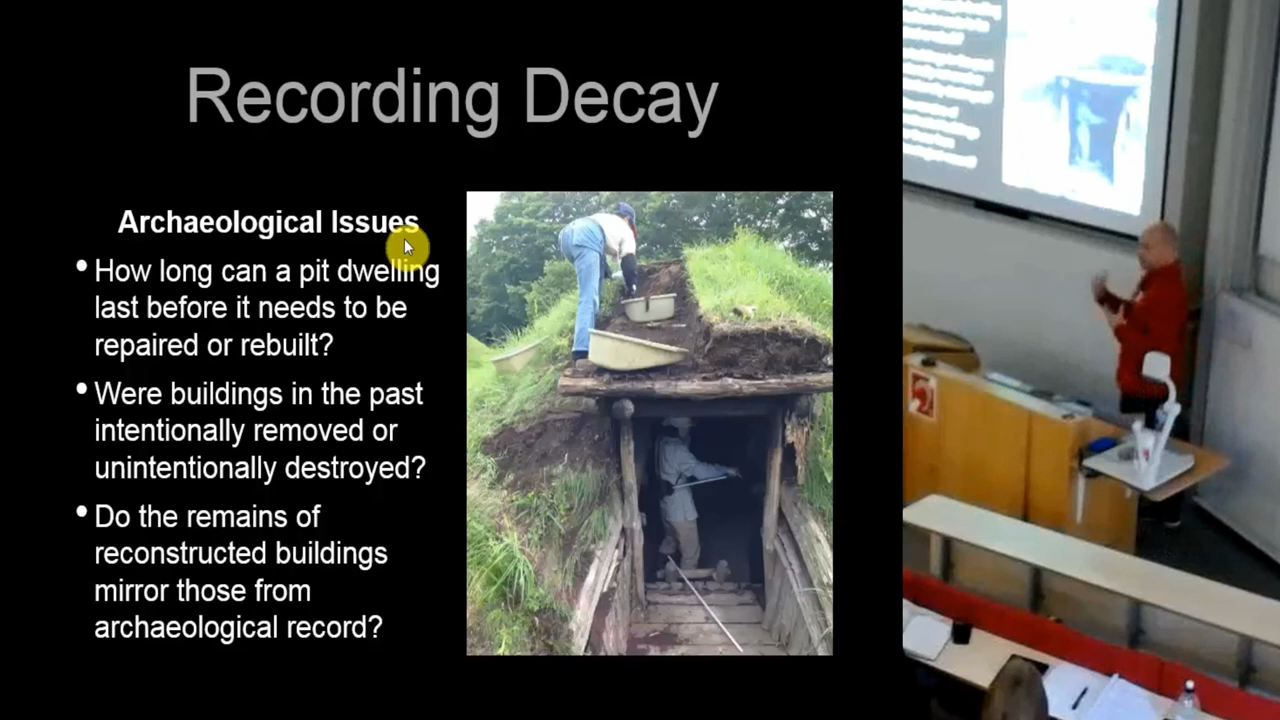 Recording Decay
Archaeological Issues
• How long can a pit dwelling
last before it needs to be
repaired or rebuilt?
• Were buildings in the past
intentionally removed or
unintentionally destroyed?
• Do the remains of
reconstructed buildings
mirror those from
archaeological record?